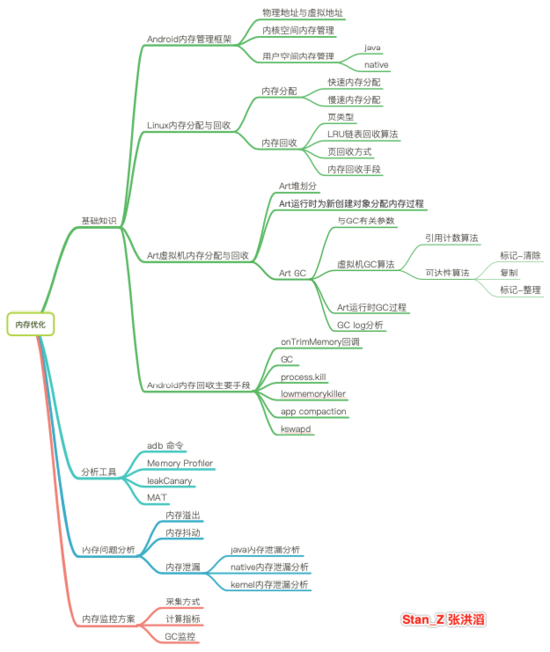 内存优化
基础知识
Android内存管理框架
物理地址与虚拟地址
内核空间内存管理
用户空间内存管理
java
native
Linux内存分配与回收
内存分配
快速内存分配
慢速内存分配
内存回收
页类型
LRU链表回收算法
页回收方式
内存回收手段
Art虚拟机内存分配与回收
Art堆划分
Art运行时为新创建对象分配内存过程
Art GC
与GC有关参数
虚拟机GC算法
引用计数算法
可达性算法
标记-清除
复制
标记-整理
Art运行时GC过程
GC log分析
Android内存回收主要手段
onTrimMemory回调
GC
process.kill
lowmemorykiller
app compaction
kswapd
分析工具
adb 命令
Memory Profiler
leakCanary
MAT
内存问题分析
内存溢出
内存抖动
内存泄漏
java内存泄漏分析
native内存泄漏分析
kernel内存泄漏分析
内存监控方案
采集方式
计算指标
GC监控
Stan_Z 张洪滔